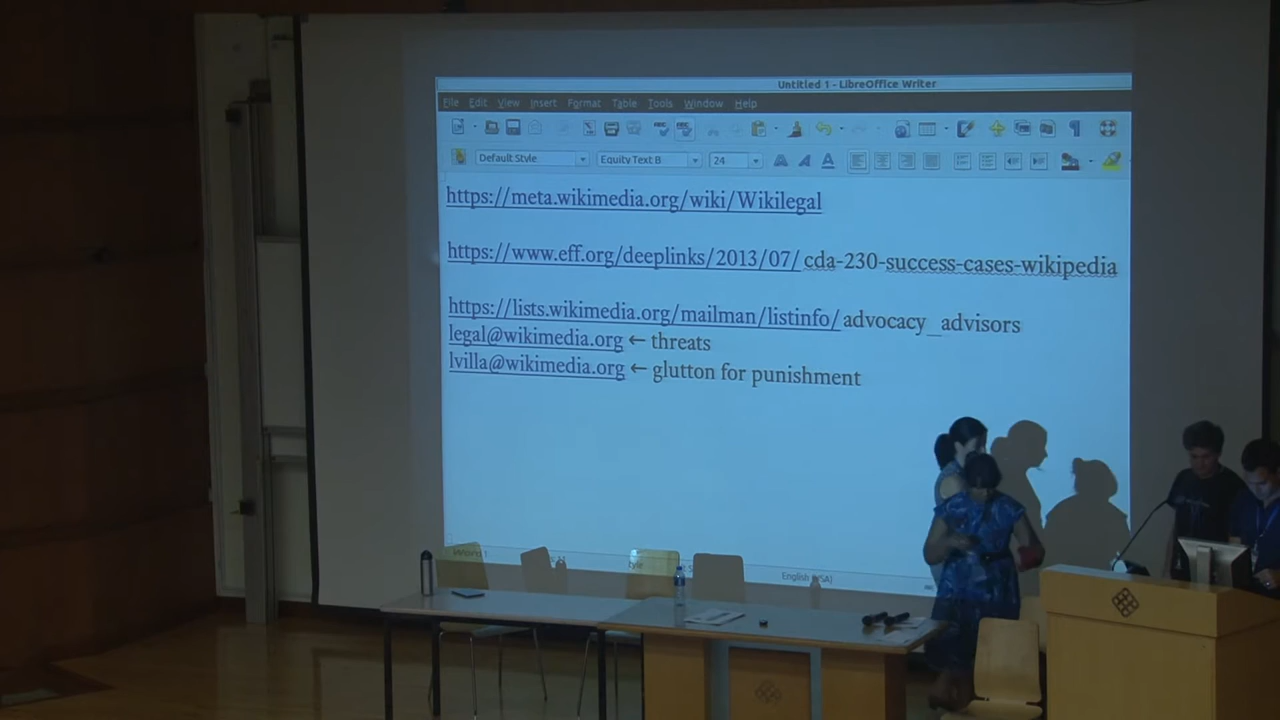 Untitled 1 - LibreOffice Writer
File Edit View Insert Format Table Tools Window Help
Default Style Equity Text B 24
https://meta.wikimedia.org/wiki/Wikilegal
https://www.eff.org/deeplinks/2013/07/ cda-230-success-cases-wikipedia
https://lists.wikimedia.org/mailman/listinfo/ advocacy_advisors
legal@wikimedia.org ← threats
lvilla@wikimedia.org ← glutton for punishment
English